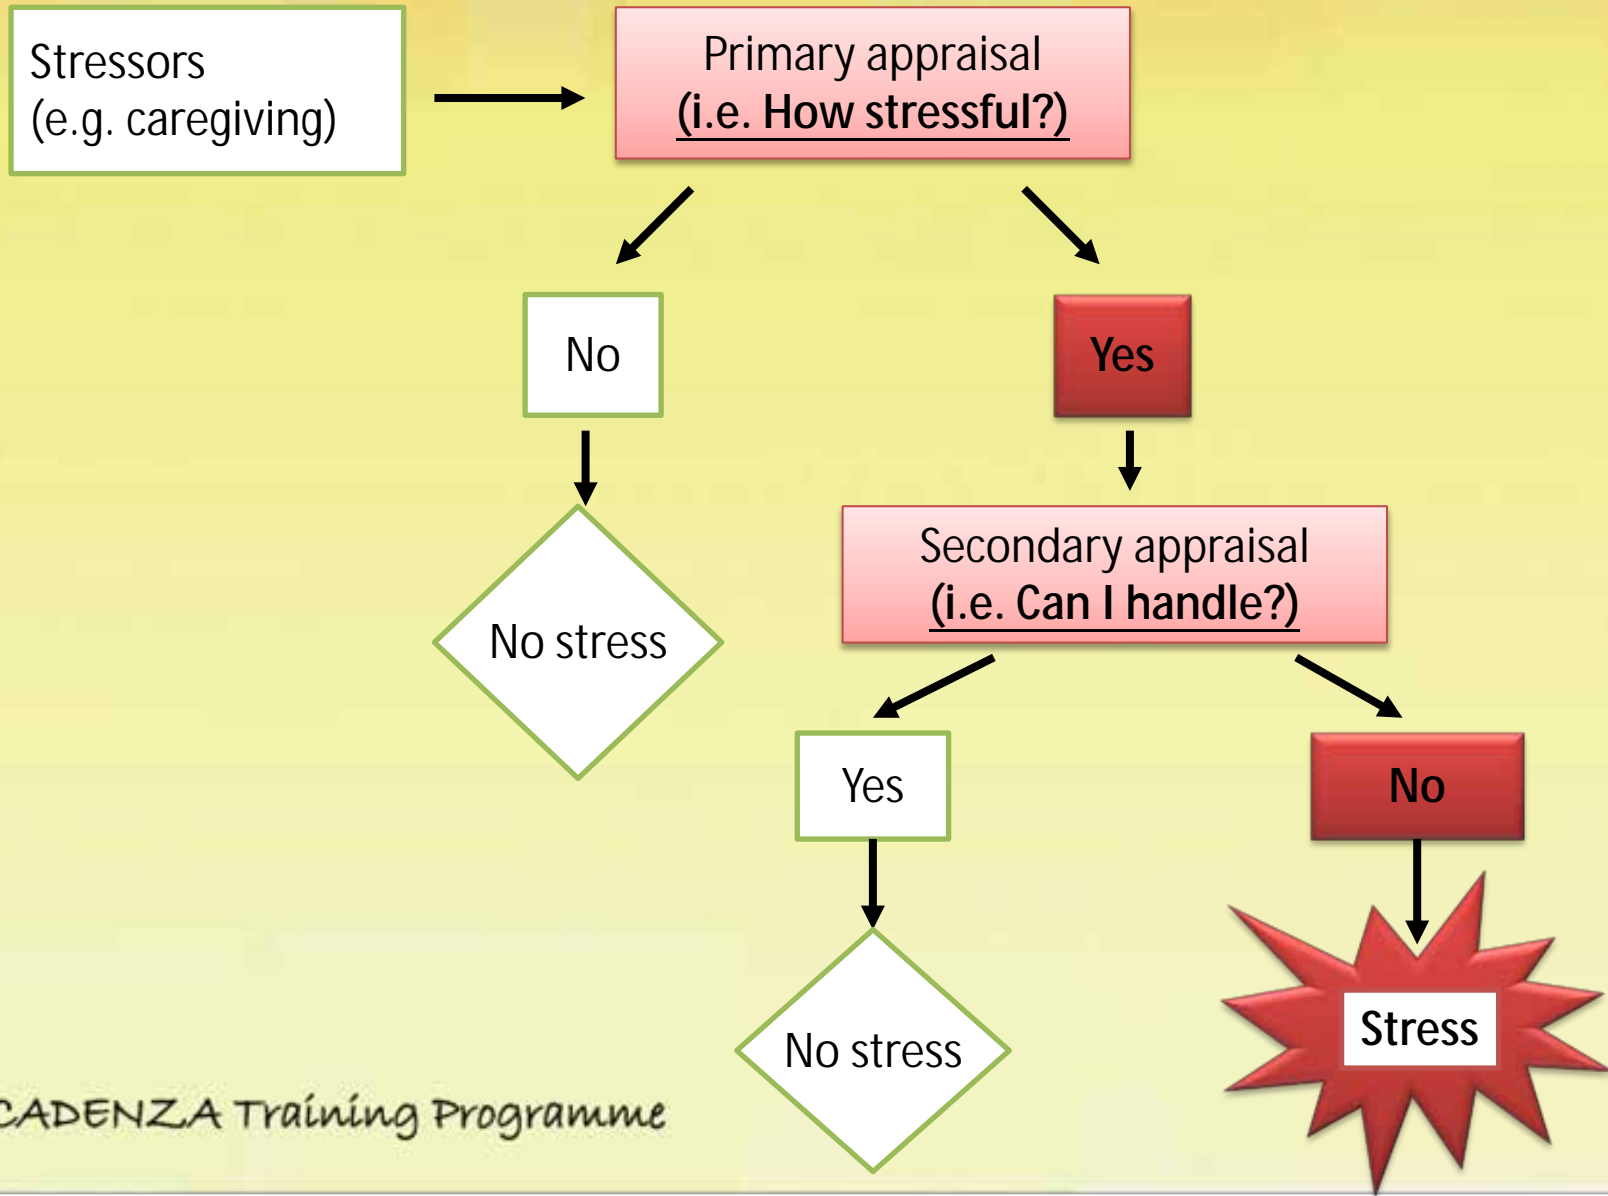 Stressors
(e.g. caregiving)
Primary appraisal
(i.e. How stressful?)
No
Yes
No stress
Secondary appraisal
(i.e. Can I handle?)
Yes
No
No stress
Stress
CADENZA Training Programme